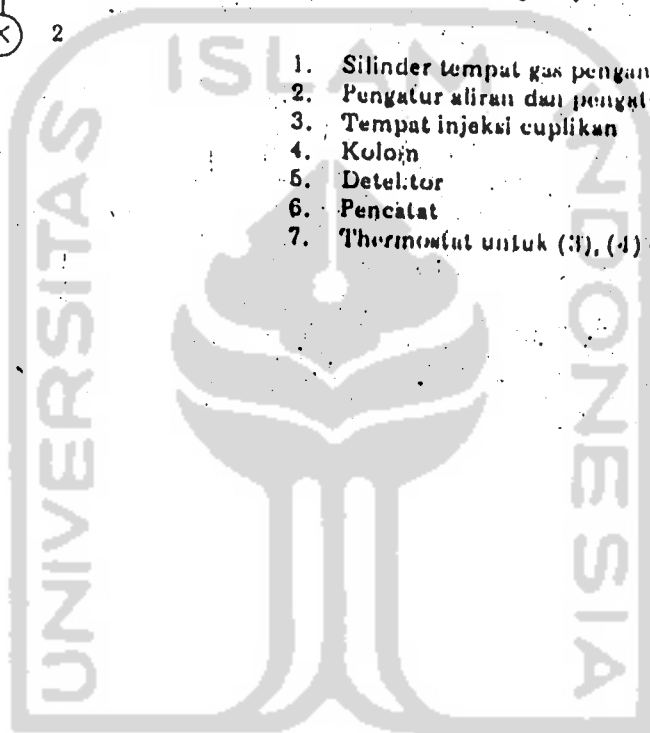 2
ISLAM
UNIVERSITAS
INDONESIA
1. Silinder tempat gas pengan
2. Pengatur aliran dan pengat
3. Tempat injeksi cuplikan
4. Kolom
5. Detektor
6. Pencatat
7. Thermostat untuk (3), (4)